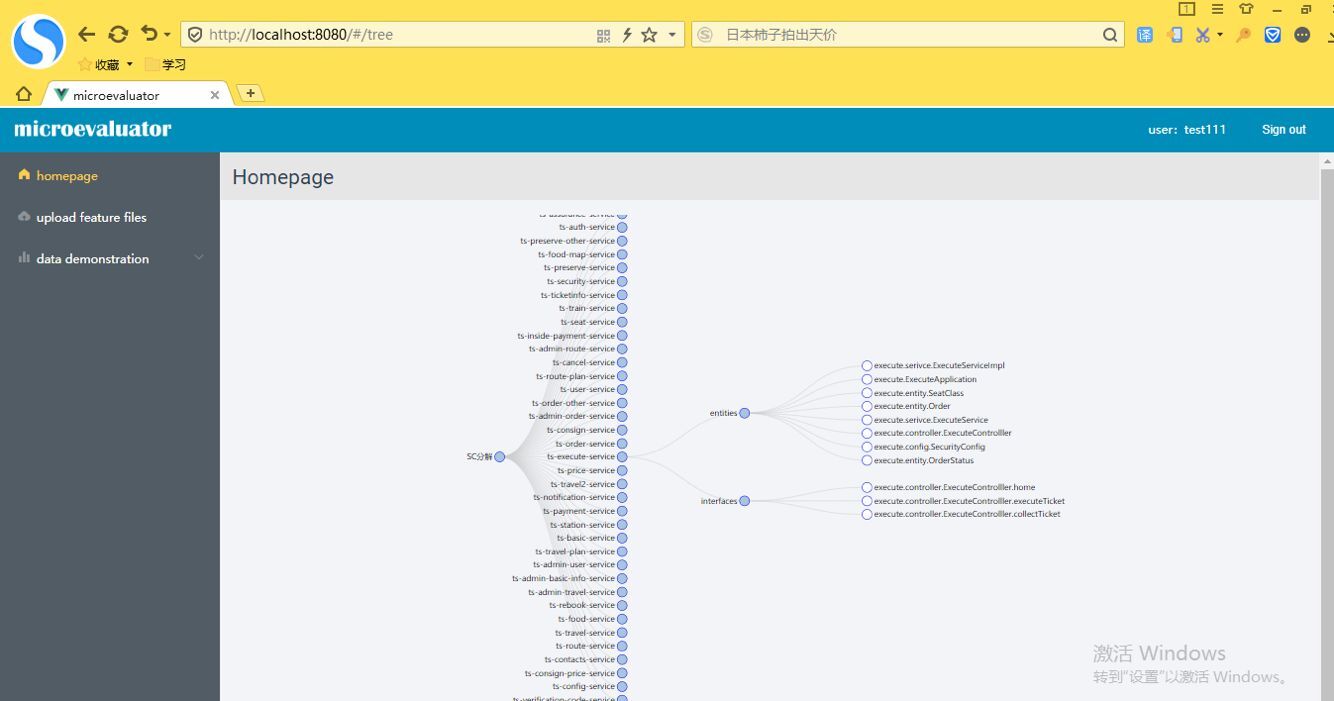 1
http://localhost:8080/#/tree
日本柿子拍出天价
译
收藏
学习
microevaluator
microevaluator
user: test111
Sign out
homepage
upload feature files
data demonstration
Homepage
ts-assurance-service
ts-auth-service
ts-preserve-other-service
ts-food-map-service
ts-preserve-service
ts-security-service
ts-ticketinfo-service
ts-train-service
ts-seat-service
ts-inside-payment-service
ts-admin-route-service
ts-cancel-service
ts-route-plan-service
ts-user-service
ts-order-other-service
ts-admin-order-service
ts-consign-service
ts-order-service
SC分解
ts-execute-service
ts-price-service
ts-travel2-service
ts-notification-service
ts-payment-service
ts-station-service
ts-basic-service
ts-travel-plan-service
ts-admin-user-service
ts-admin-basic-info-service
ts-admin-travel-service
ts-rebook-service
ts-food-service
ts-travel-service
ts-route-service
ts-contacts-service
ts-consign-price-service
ts-config-service
ts-verification-code-service
entities
execute.serivce.ExecuteServiceImpl
execute.ExecuteApplication
execute.entity.SeatClass
execute.entity.Order
execute.serivce.ExecuteService
execute.controller.ExecuteControlller
execute.config.SecurityConfig
execute.entity.OrderStatus
interfaces
execute.controller.ExecuteControlller.home
execute.controller.ExecuteControlller.executeTicket
execute.controller.ExecuteControlller.collectTicket
激活 Windows
转到"设置"以激活 Windows。